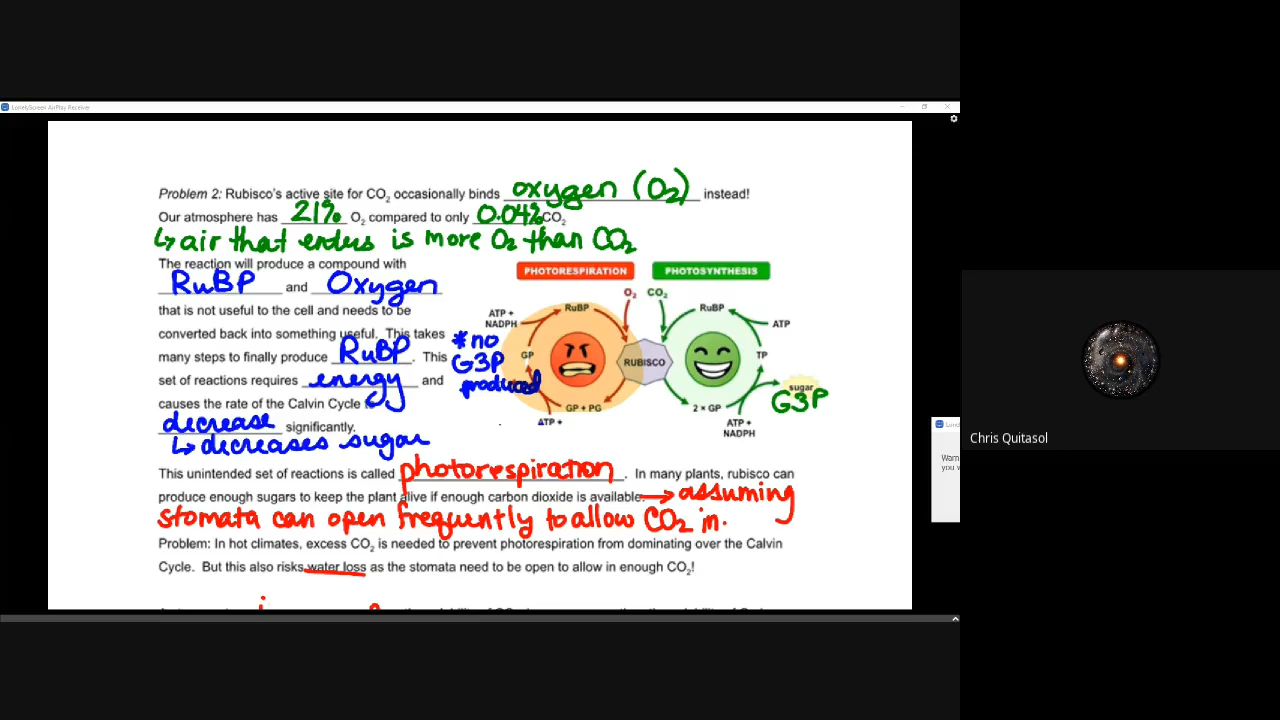 LonelyScreen AirPlay Receiver
Problem 2: Rubisco's active site for CO2 occasionally binds oxygen (O2) instead!
Our atmosphere has 21% O2 compared to only 0.04% CO2
↳ air that enters is more O2 than CO2
The reaction will produce a compound with
RuBP and Oxygen
that is not useful to the cell and needs to be
converted back into something useful. This takes
many steps to finally produce RuBP. This
set of reactions requires energy and
causes the rate of the Calvin Cycle to
decrease significantly.
↳ decreases sugar
*no
G3P
produced
PHOTORESPIRATION
PHOTOSYNTHESIS
O2 CO2
RuBP
RuBP
ATP +
NADPH
ATP
GP
RUBISCO
TP
sugar
G3P
GP + PG
2 × GP
ATP +
ATP +
NADPH
This unintended set of reactions is called photorespiration. In many plants, rubisco can
produce enough sugars to keep the plant alive if enough carbon dioxide is available. → assuming
stomata can open frequently to allow CO2 in.
Problem: In hot climates, excess CO2 is needed to prevent photorespiration from dominating over the Calvin
Cycle. But this also risks water loss as the stomata need to be open to allow in enough CO2!
Chris Quitasol